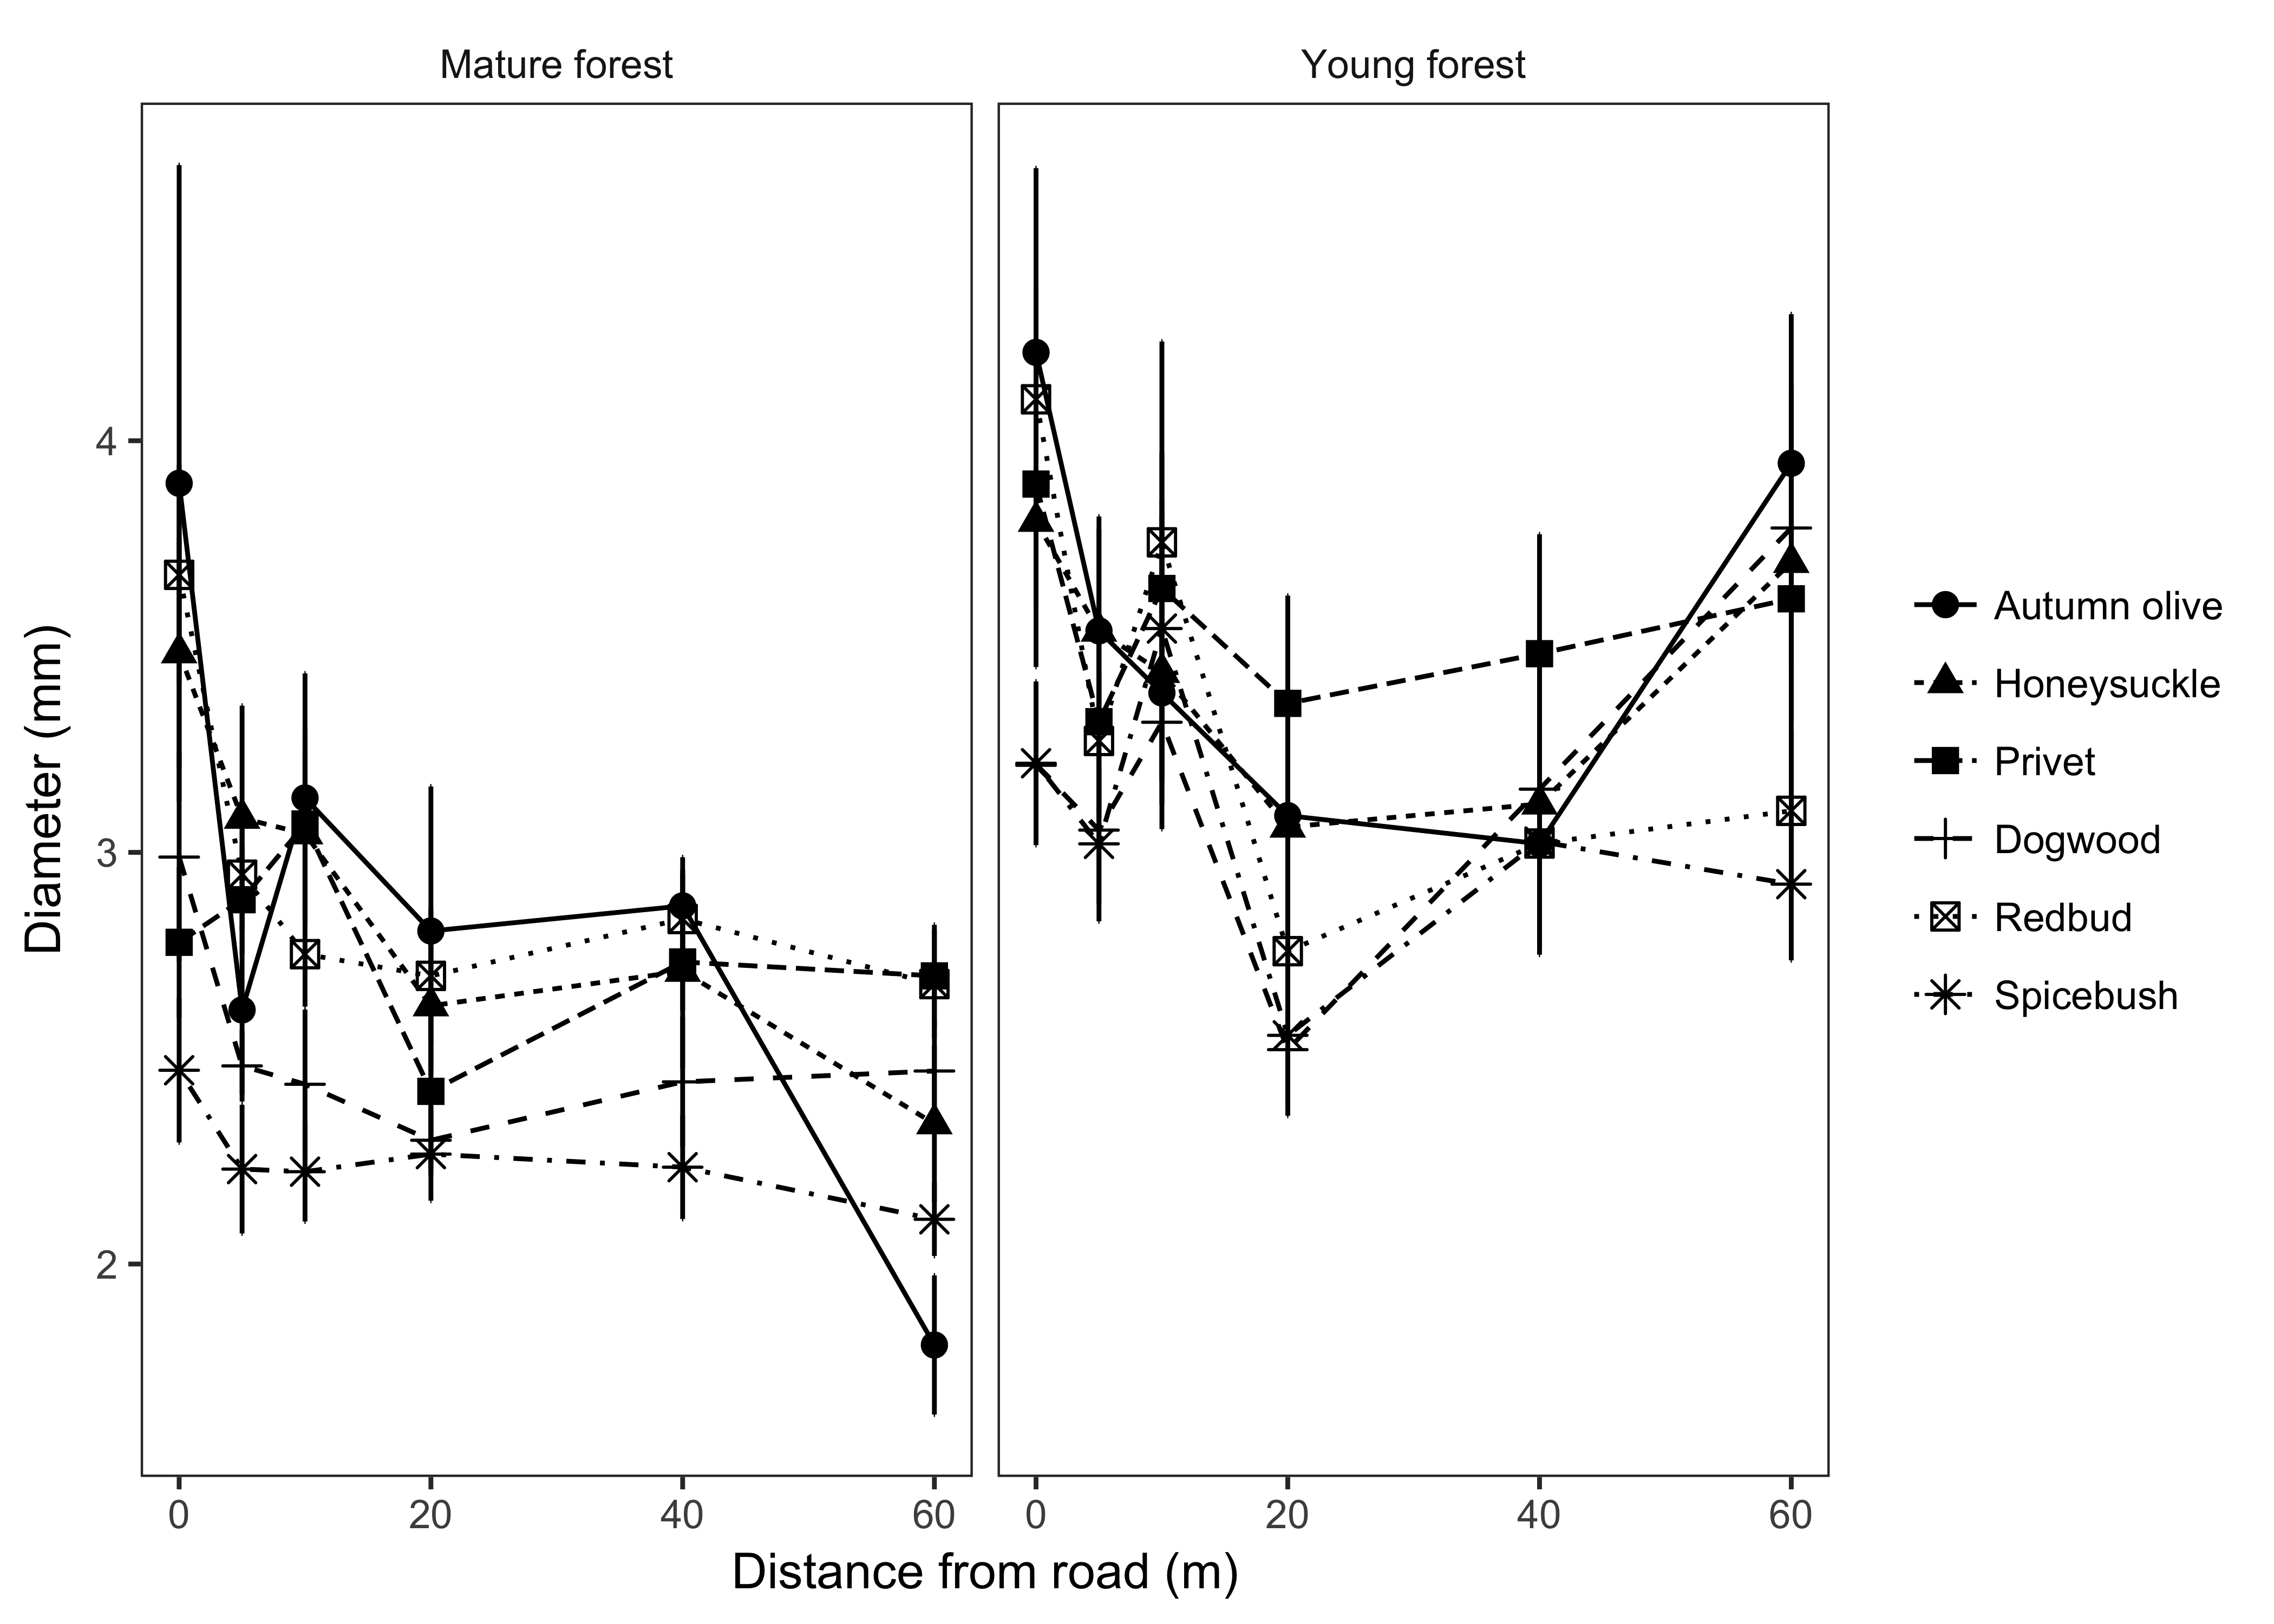 Mature forest
Young forest
Diameter (mm)
4
3
2
0
20
40
60
0
20
40
60
Distance from road (m)
Autumn olive
Honeysuckle
Privet
Dogwood
Redbud
Spicebush